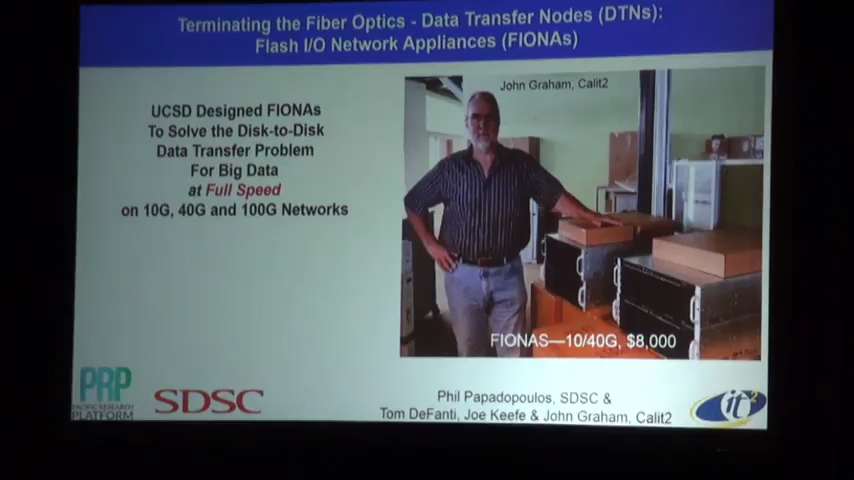 Terminating the Fiber Optics - Data Transfer Nodes (DTNs):
Flash I/O Network Appliances (FIONAs)
John Graham, Calit2
UCSD Designed FIONAs
To Solve the Disk-to-Disk
Data Transfer Problem
For Big Data
at Full Speed
on 10G, 40G and 100G Networks
FIONAS—10/40G, $8,000
PRP
PACIFIC RESEARCH
PLATFORM
SDSC
Phil Papadopoulos, SDSC &
Tom DeFanti, Joe Keefe & John Graham, Calit2
it2